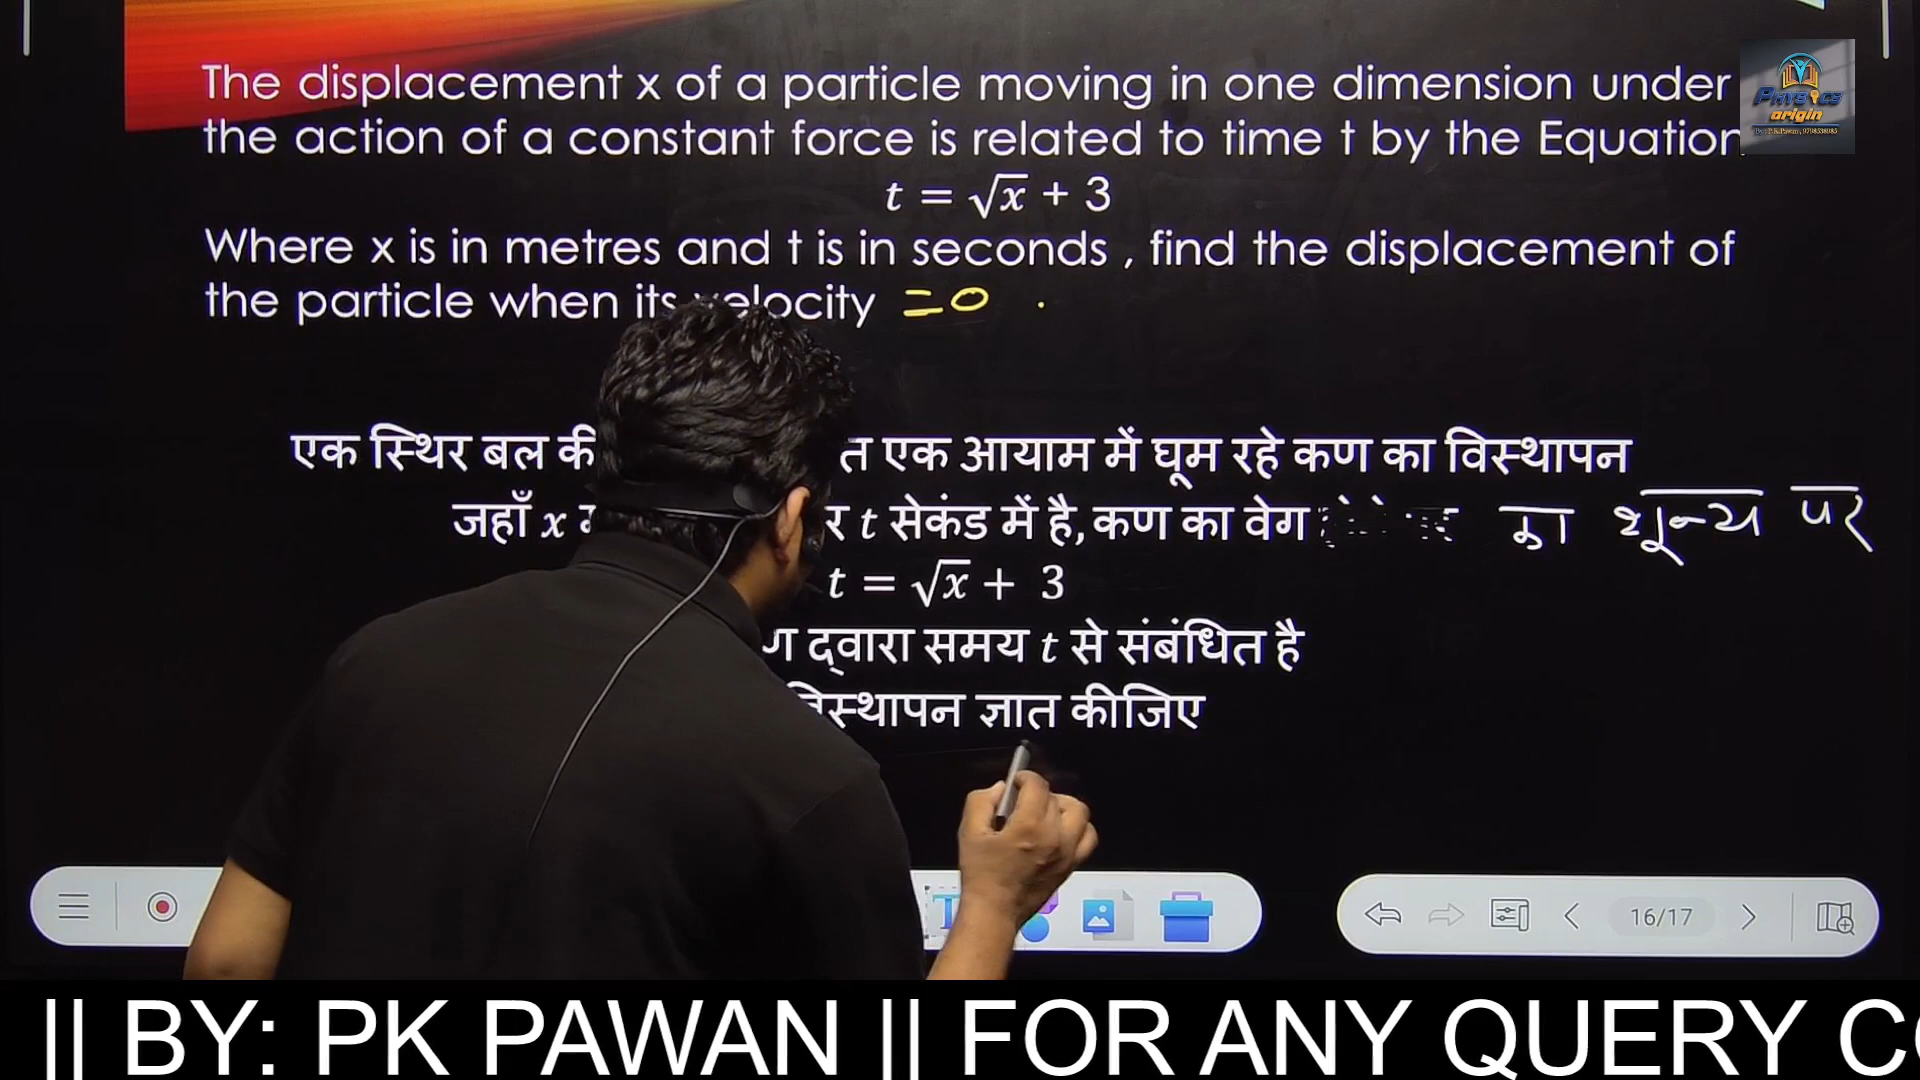 The displacement x of a particle moving in one dimension under
the action of a constant force is related to time t by the Equation
t = √x + 3
Where x is in metres and t is in seconds , find the displacement of
the particle when its velocity =0 .
एक स्थिर बल की एक आयाम में घूम रहे कण का विस्थापन
जहाँ x t सेकंड में है, कण का वेग का शून्य पर
t = √x + 3
द्वारा समय t से संबंधित है
विस्थापन ज्ञात कीजिए
PHYSICS
origin
16/17
|| BY: PK PAWAN || FOR ANY QUERY